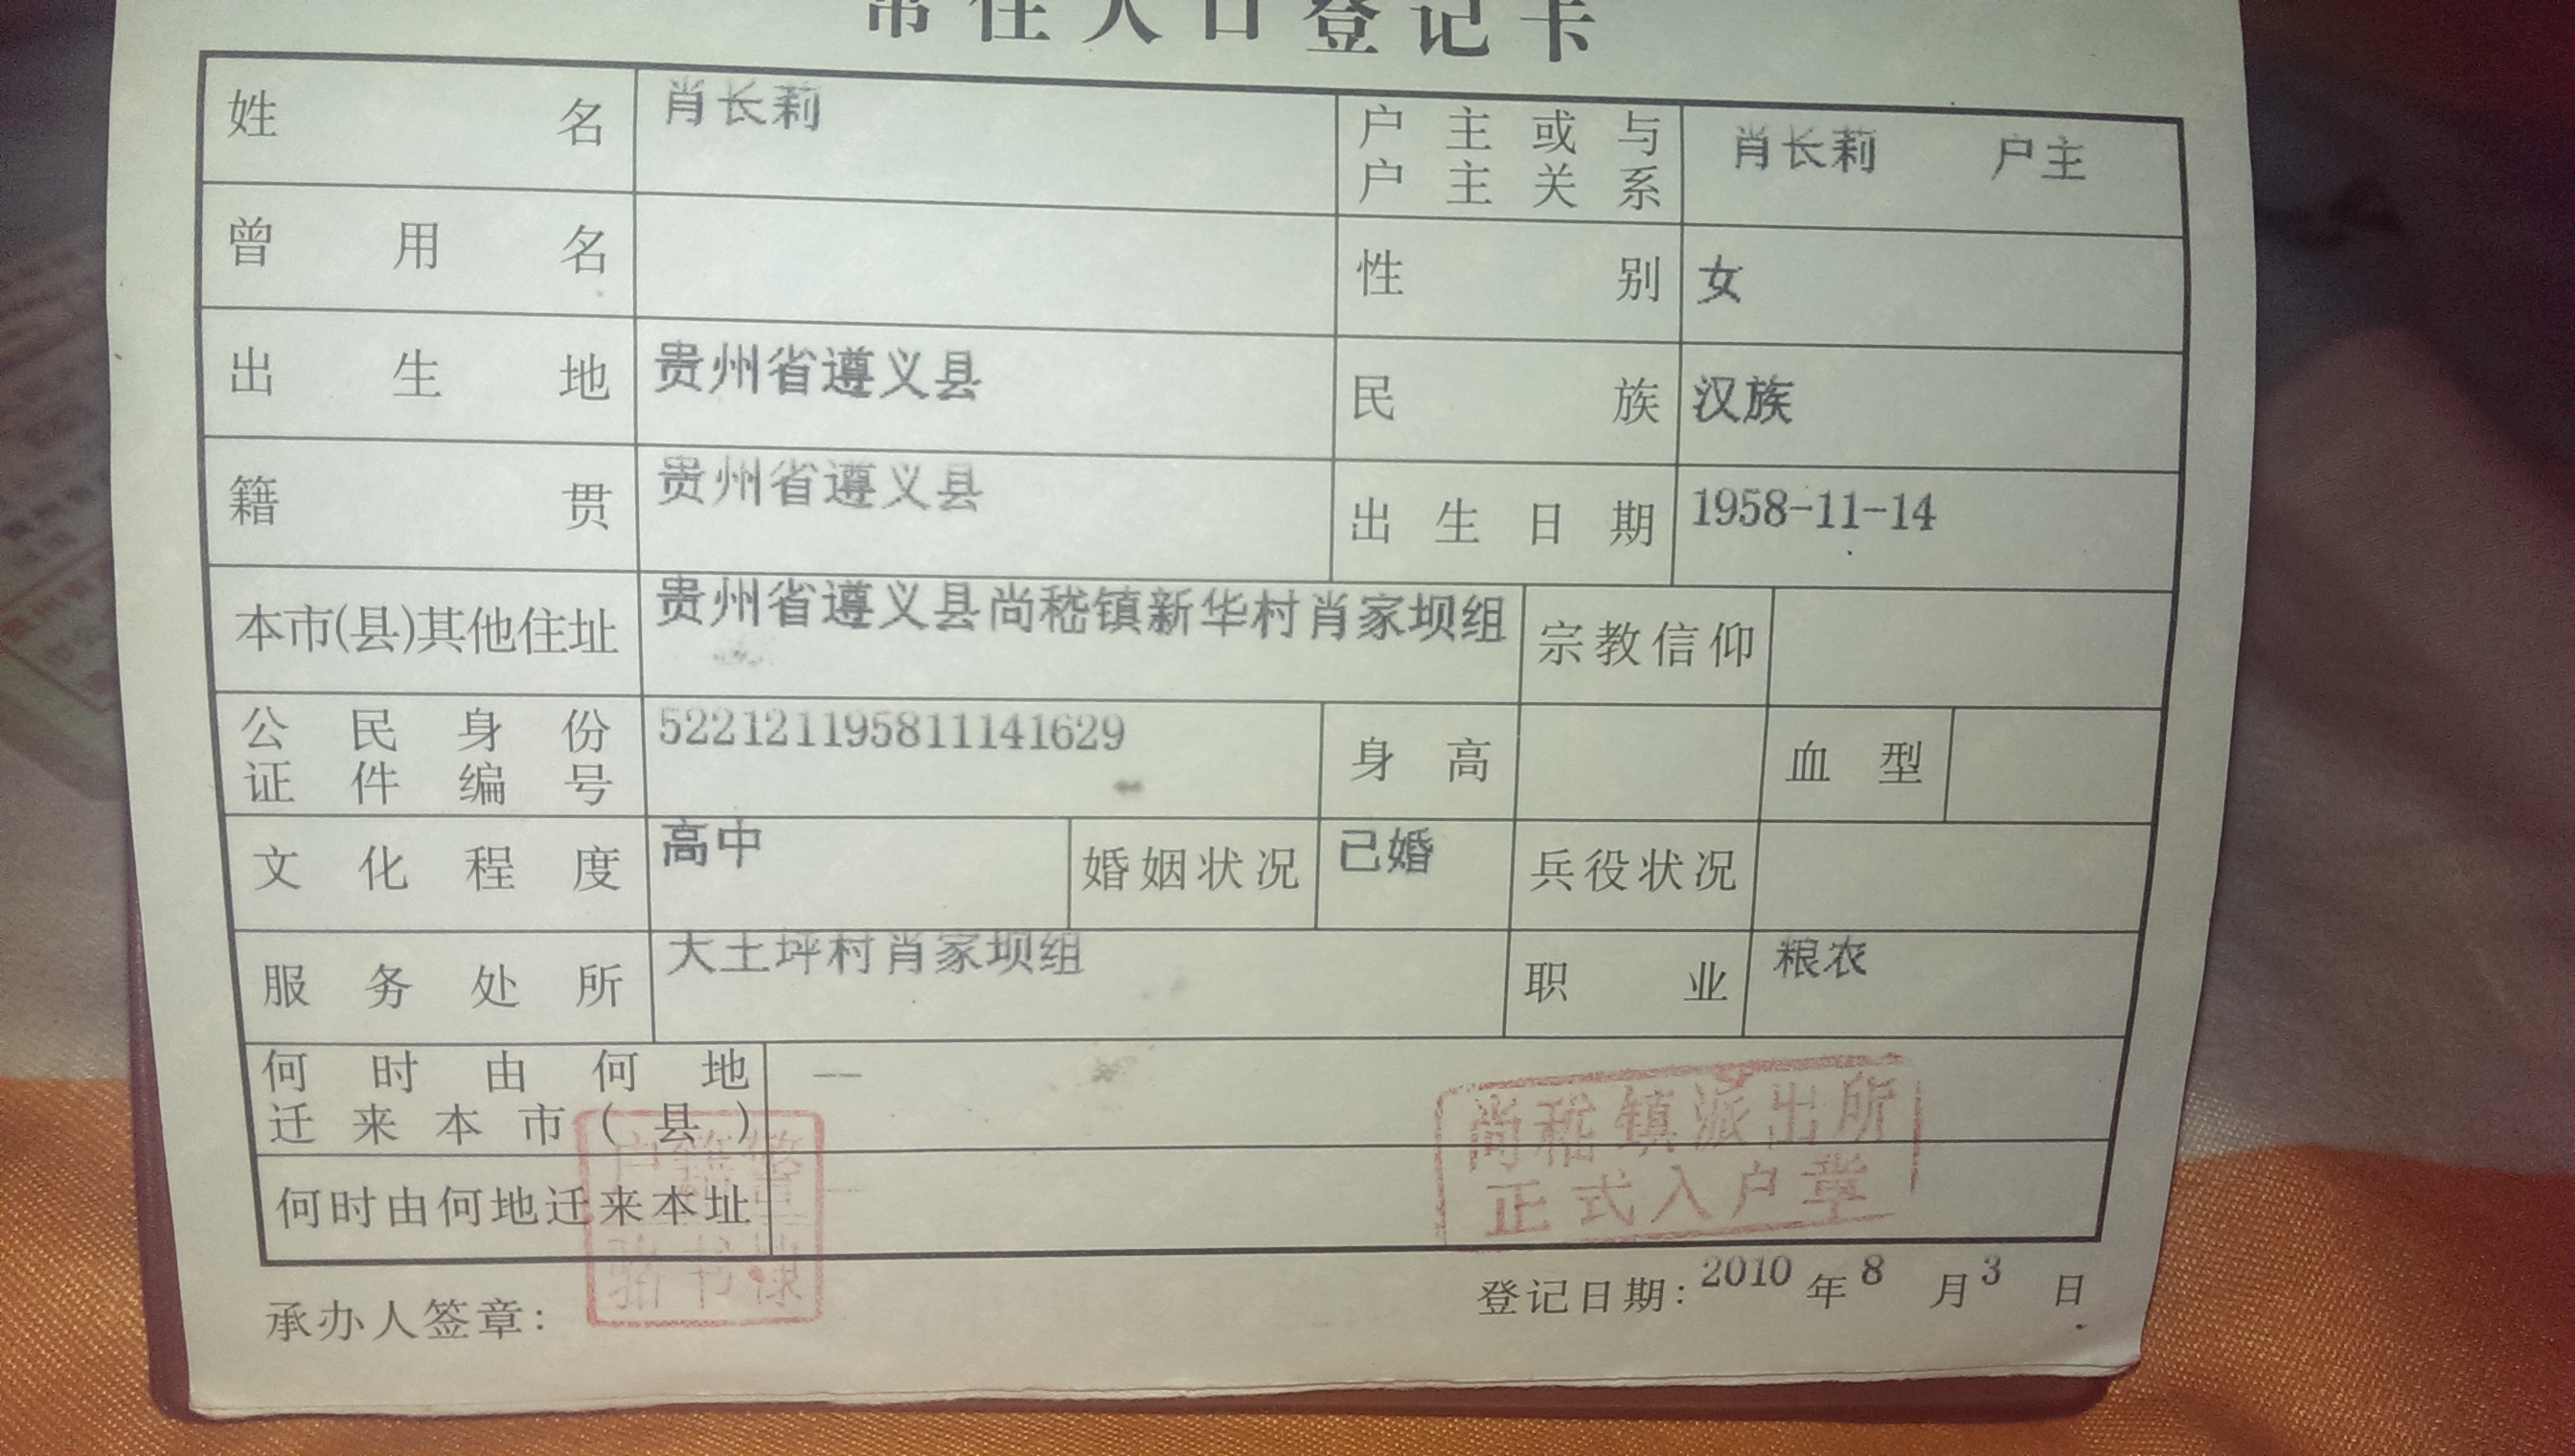 常住人口登记卡
姓名 肖长莉 户主或与户主关系 肖长莉 户主
曾用名 性别 女
出生地 贵州省遵义县 民族 汉族
籍贯 贵州省遵义县 出生日期 1958-11-14
本市(县)其他住址 贵州省遵义县尚嵇镇新华村肖家坝组 宗教信仰
公民身份证件编号 522121195811141629 身高 血型
文化程度 高中 婚姻状况 已婚 兵役状况
服务处所 大土坪村肖家坝组 职业 粮农
何时由何地迁来本市(县) --
何时由何地迁来本址
尚嵇镇派出所
正式入户章
户籍管
承办人签章:
登记日期: 2010 年 8 月 3 日